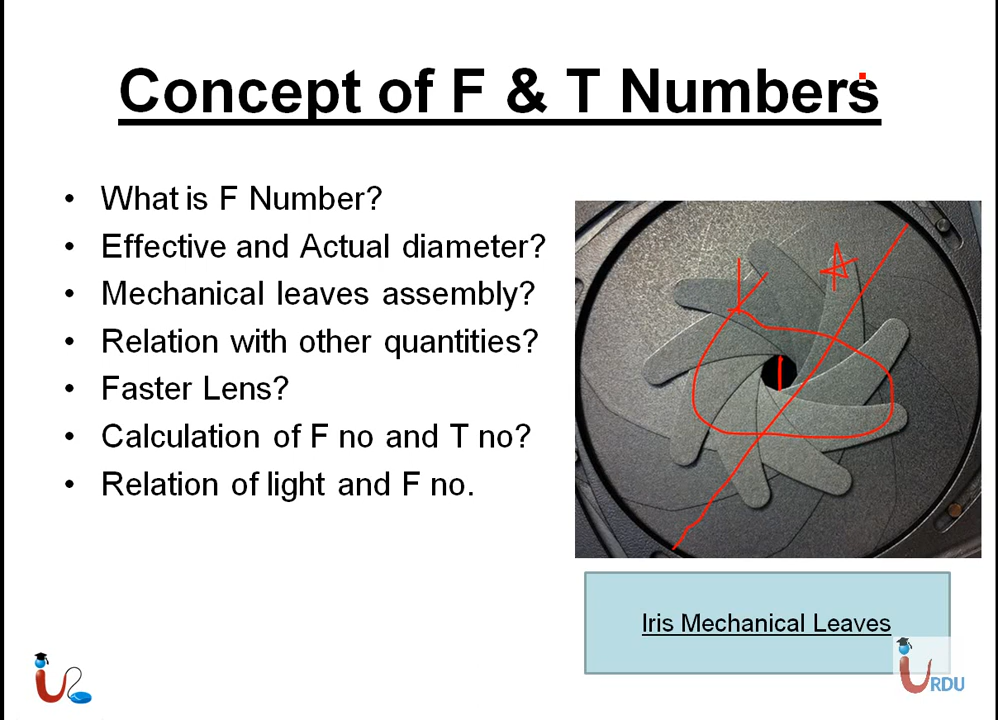 Concept of F & T Numbers
• What is F Number?
• Effective and Actual diameter?
• Mechanical leaves assembly?
• Relation with other quantities?
• Faster Lens?
• Calculation of F no and T no?
• Relation of light and F no.
A
Iris Mechanical Leaves
URDU